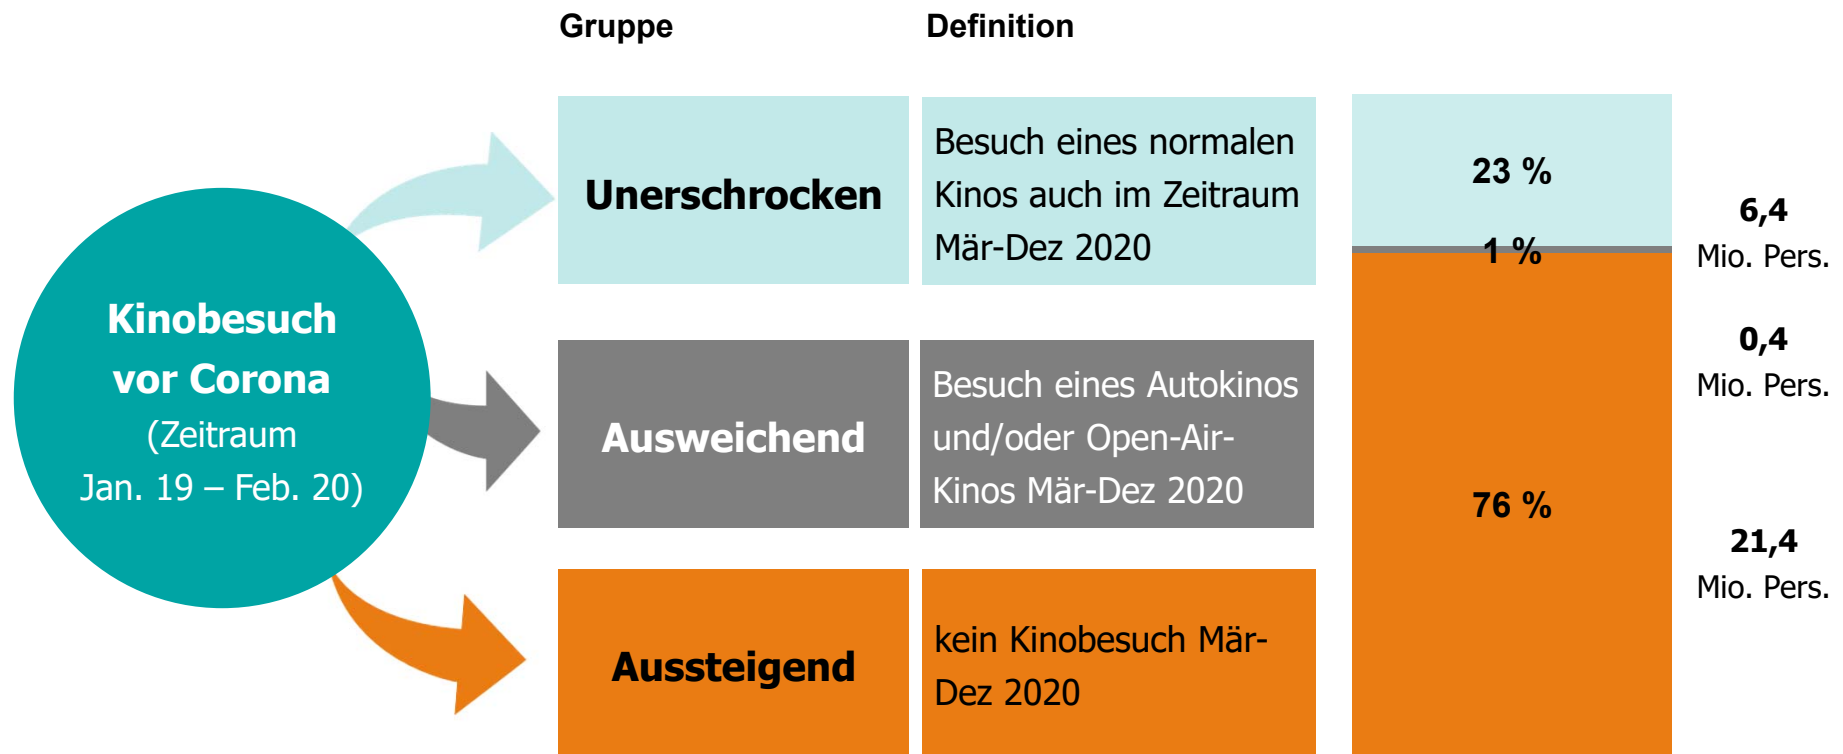 Gruppe
Definition
Kinobesuch
vor Corona
(Zeitraum
Jan. 19 – Feb. 20)
Unerschrocken
Besuch eines normalen
Kinos auch im Zeitraum
Mär-Dez 2020
Ausweichend
Besuch eines Autokinos
und/oder Open-Air-
Kinos Mär-Dez 2020
Aussteigend
kein Kinobesuch Mär-
Dez 2020
23 %
1 %
76 %
6,4
Mio. Pers.
0,4
Mio. Pers.
21,4
Mio. Pers.